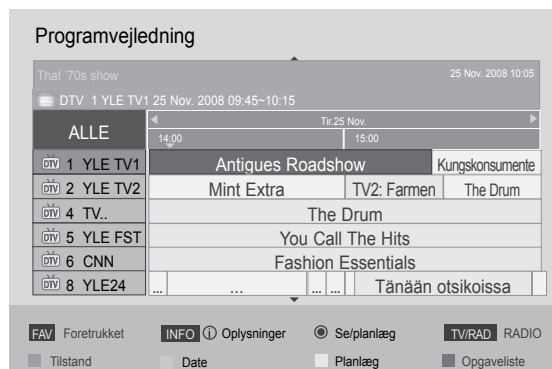 Programvejledning
That '70s show 25 Nov. 2008 10:05
DTV 1 YLE TV1 25 Nov. 2008 09:45~10:15
ALLE Tir.25 Nov.
14:00 15:00
DTV 1 YLE TV1 Antigues Roadshow Kungskonsumente
DTV 2 YLE TV2 Mint Extra TV2: Farmen The Drum
DTV 4 TV.. The Drum
DTV 5 YLE FST You Call The Hits
DTV 6 CNN Fashion Essentials
DTV 8 YLE24 ... ... ... ... Tänään otsikoissa
FAV Foretrukket INFO ⓘ Oplysninger Se/planlæg TV/RAD RADIO
Tilstand Date Planlæg Opgaveliste